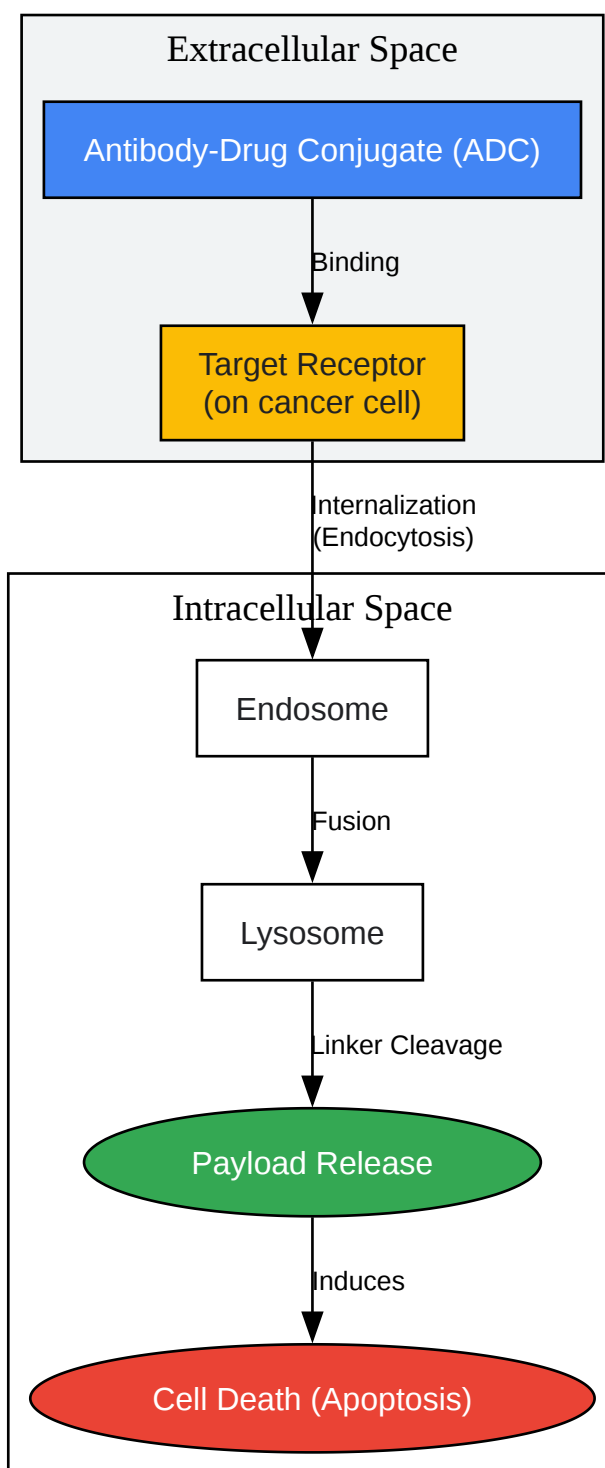 Extracellular Space
Antibody-Drug Conjugate (ADC)
Binding
Target Receptor
(on cancer cell)
Internalization
(Endocytosis)
Intracellular Space
Endosome
Fusion
Lysosome
Linker Cleavage
Payload Release
Induces
Cell Death (Apoptosis)